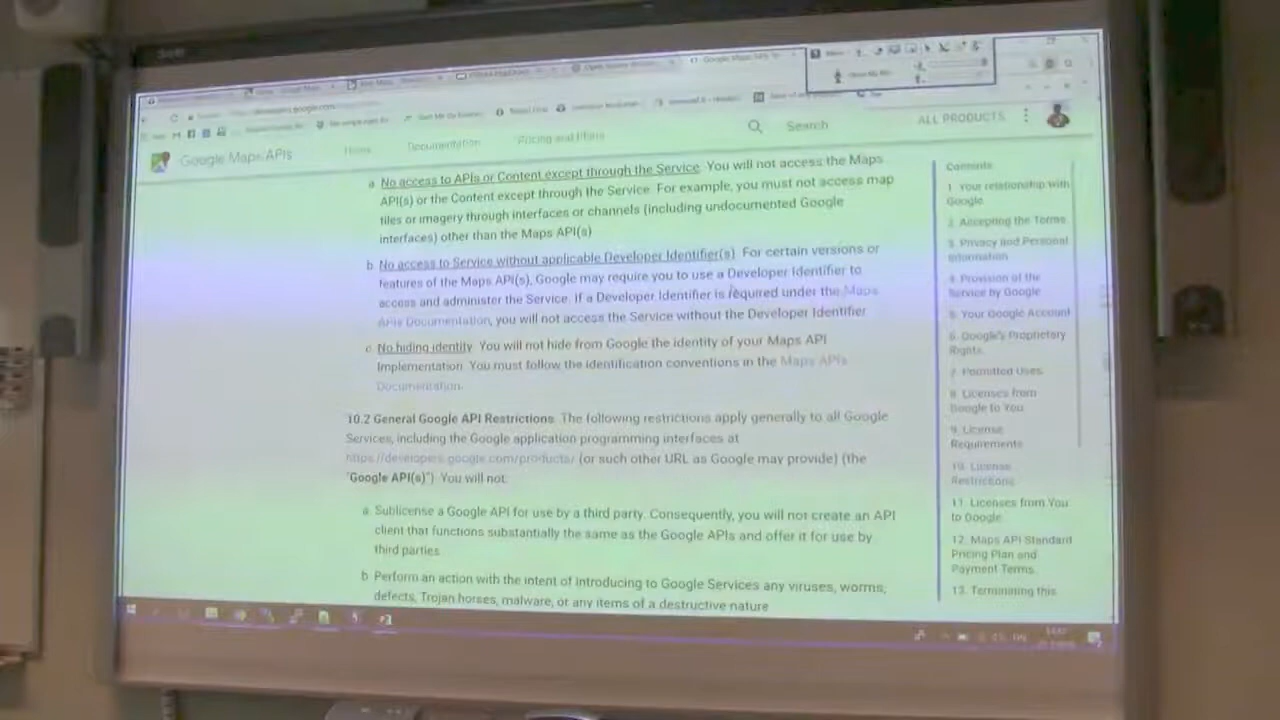 Google Maps APIs
Home
Documentation
Pricing and Plans
Search
ALL PRODUCTS
a No access to APIs or Content except through the Service. You will not access the Maps
API(s) or the Content except through the Service. For example, you must not access map
tiles or imagery through interfaces or channels (including undocumented Google
interfaces) other than the Maps API(s)
b No access to Service without applicable Developer Identifier(s). For certain versions or
features of the Maps API(s), Google may require you to use a Developer Identifier to
access and administer the Service. If a Developer Identifier is required under the Maps
APIs Documentation, you will not access the Service without the Developer Identifier
c No hiding identity. You will not hide from Google the identity of your Maps API
Implementation. You must follow the identification conventions in the Maps APIs
Documentation.
10.2 General Google API Restrictions. The following restrictions apply generally to all Google
Services, including the Google application programming interfaces at
https://developers.google.com/products/ (or such other URL as Google may provide) (the
"Google API(s)") You will not:
a Sublicense a Google API for use by a third party. Consequently, you will not create an API
client that functions substantially the same as the Google APIs and offer it for use by
third parties.
b Perform an action with the intent of introducing to Google Services any viruses, worms,
defects, Trojan horses, malware, or any items of a destructive nature
Contents
1. Your relationship with
Google
2. Accepting the Terms
3. Privacy and Personal
Information
4. Provision of the
Service by Google
5. Your Google Account
6. Google's Proprietary
Rights
7. Permitted Uses
8. Licenses from
Google to You
9. License
Requirements
10. License
Restrictions
11. Licenses from You
to Google
12. Maps API Standard
Pricing Plan and
Payment Terms
13. Terminating this